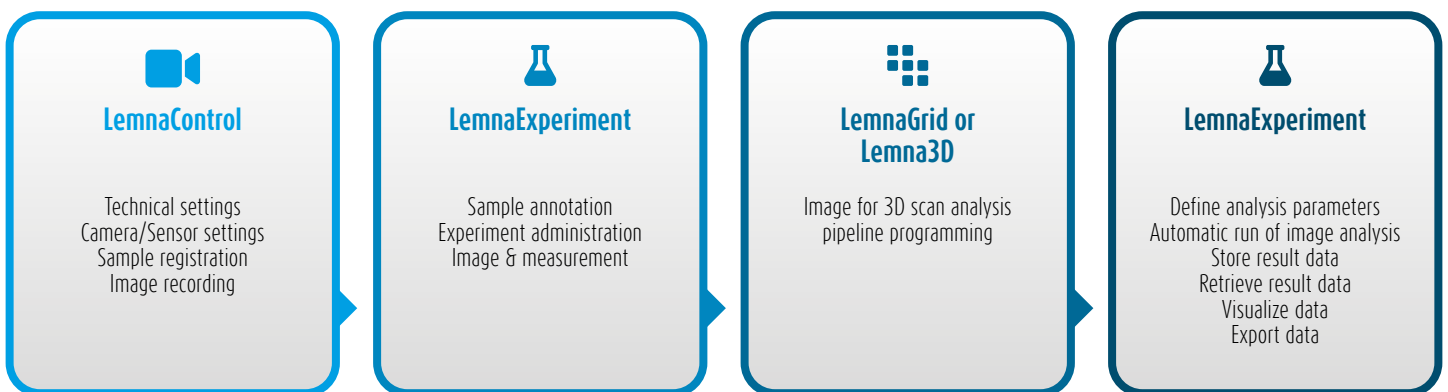 LemnaControl
Technical settings
Camera/Sensor settings
Sample registration
Image recording
LemnaExperiment
Sample annotation
Experiment administration
Image & measurement
LemnaGrid or
Lemna3D
Image for 3D scan analysis
pipeline programming
LemnaExperiment
Define analysis parameters
Automatic run of image analysis
Store result data
Retrieve result data
Visualize data
Export data